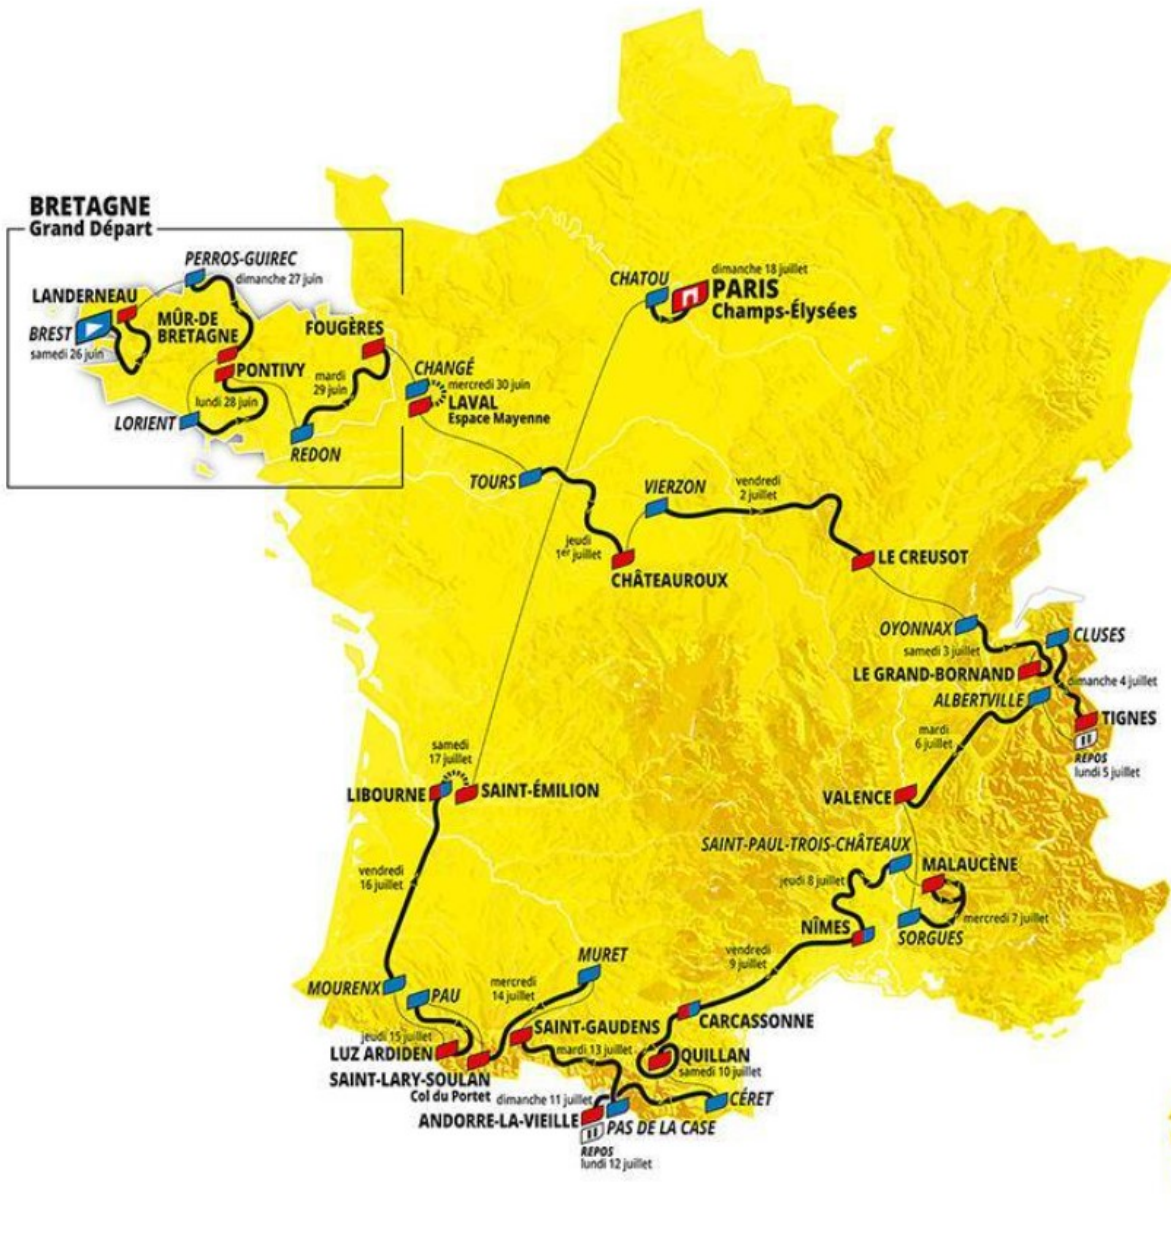 BRETAGNE
Grand Départ
PERROS-GUIREC
dimanche 27 juin
LANDERNEAU
BREST
samedi 26 juin
MÛR-DE
BRETAGNE
FOUGÈRES
PONTIVY
mardi
29 juin
lundi 28 juin
LORIENT
REDON
CHANGÉ
mercredi 30 juin
LAVAL
Espace Mayenne
CHATOU
dimanche 18 juillet
PARIS
Champs-Élysées
TOURS
VIERZON
vendredi
2 juillet
jeudi
1er juillet
CHÂTEAUROUX
LE CREUSOT
OYONNAX
samedi 3 juillet
CLUSES
LE GRAND-BORNAND
dimanche 4 juillet
ALBERTVILLE
TIGNES
REPOS
lundi 5 juillet
mardi
6 juillet
VALENCE
samedi
17 juillet
LIBOURNE
SAINT-ÉMILION
SAINT-PAUL-TROIS-CHÂTEAUX
MALAUCÈNE
jeudi 8 juillet
mercredi 7 juillet
SORGUES
NÎMES
vendredi
16 juillet
vendredi
9 juillet
MURET
mercredi
14 juillet
MOURENX
PAU
CARCASSONNE
SAINT-GAUDENS
jeudi 15 juillet
LUZ ARDIDEN
mardi 13 juillet
QUILLAN
samedi 10 juillet
SAINT-LARY-SOULAN
Col du Portet
dimanche 11 juillet
CÉRET
ANDORRE-LA-VIEILLE
PAS DE LA CASE
REPOS
lundi 12 juillet